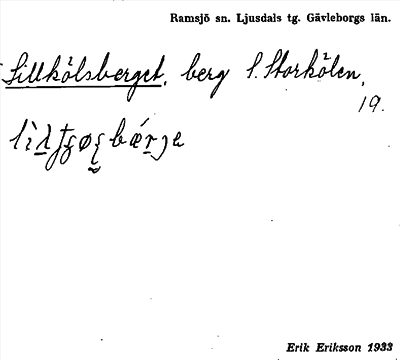 Ramsjö sn. Ljusdals tg. Gävleborgs län.
Lillkölsberget, berg S. Storkölen,
19.
Erik Eriksson 1933